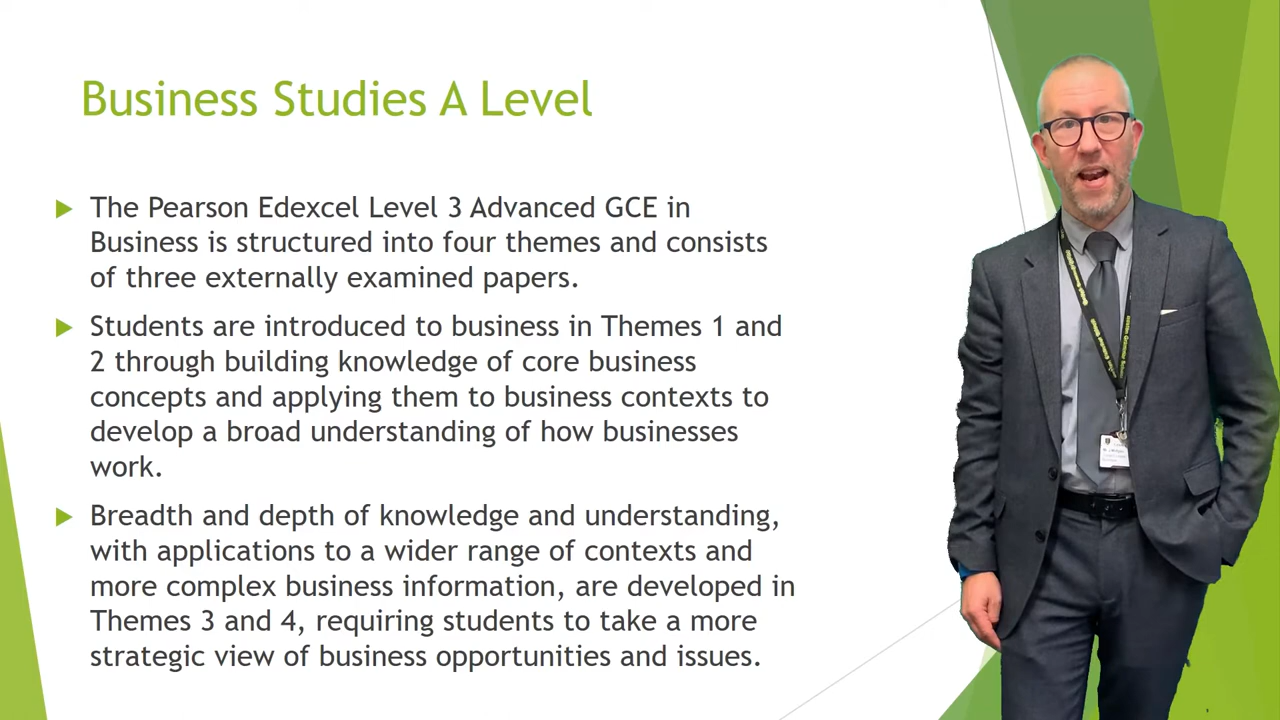 Business Studies A Level
The Pearson Edexcel Level 3 Advanced GCE in
Business is structured into four themes and consists
of three externally examined papers.
Students are introduced to business in Themes 1 and
2 through building knowledge of core business
concepts and applying them to business contexts to
develop a broad understanding of how businesses
work.
Breadth and depth of knowledge and understanding,
with applications to a wider range of contexts and
more complex business information, are developed in
Themes 3 and 4, requiring students to take a more
strategic view of business opportunities and issues.